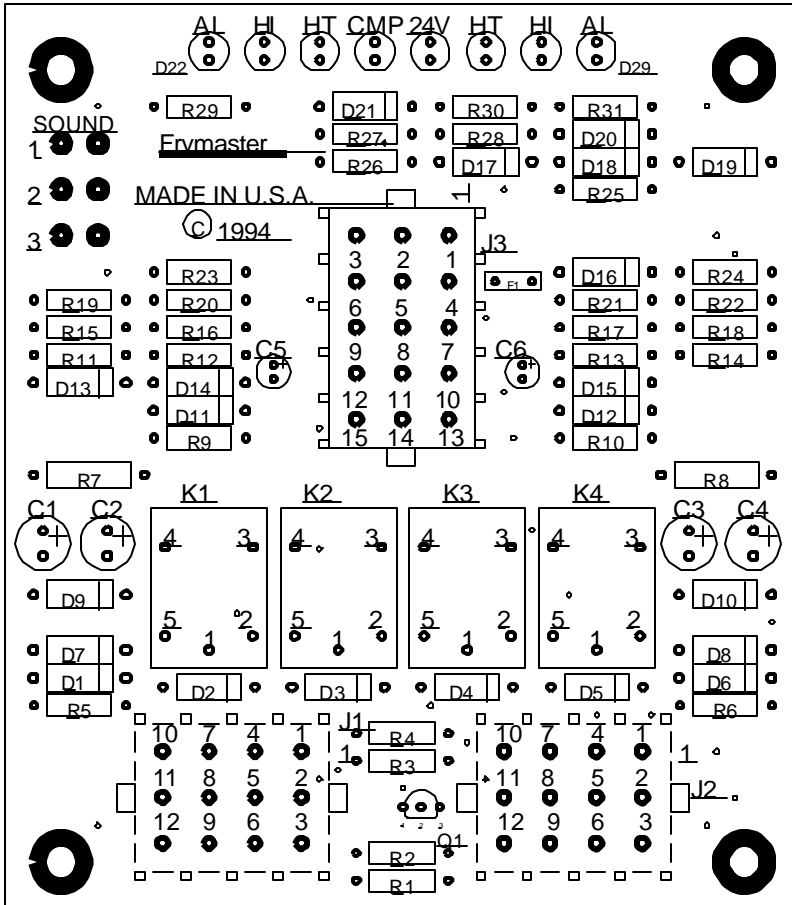 AL HI HT CMP 24V HT HI AL
D22 D29
R29 D21 R30 R31
SOUND R27 R28 D20
1 Frymaster R26 D17 D18 D19
2 MADE IN U.S.A. 1 R25
3 C 1994 J3
3 2 1
R23 D16 R24
F1
R19 R20 6 5 4 R21 R22
R15 R16 R17 R18
R11 R12 C5 + 9 8 7 C6 + R13 R14
D13 D14 D15
D11 12 11 10 D12
R9 15 14 13 R10
R7 R8
K1 K2 K3 K4
C1 + C2 + C3 + C4 +
4 3 4 3 4 3 4 3
D9 D10
5 1 2 5 1 2 5 1 2 5 1 2
D7 D8
D1 D2 D3 D4 D5 D6
R5 R6
J1
10 7 4 1 R4 10 7 4 1
1 R3 1
11 8 5 2 11 8 5 2 J2
12 9 6 3 4 2 3 12 9 6 3
Q1
R2
R1